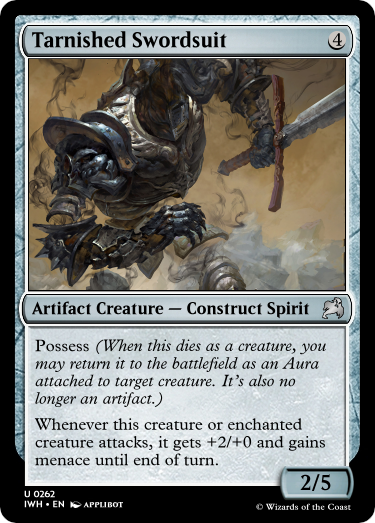 Tarnished Swordsuit 4
Artifact Creature — Construct Spirit
Possess (When this dies as a creature, you
may return it to the battlefield as an Aura
attached to target creature. It's also no
longer an artifact.)
Whenever this creature or enchanted
creature attacks, it gets +2/+0 and gains
menace until end of turn.
2/5
U 0262
IWH • EN APPLIBOT
© Wizards of the Coast